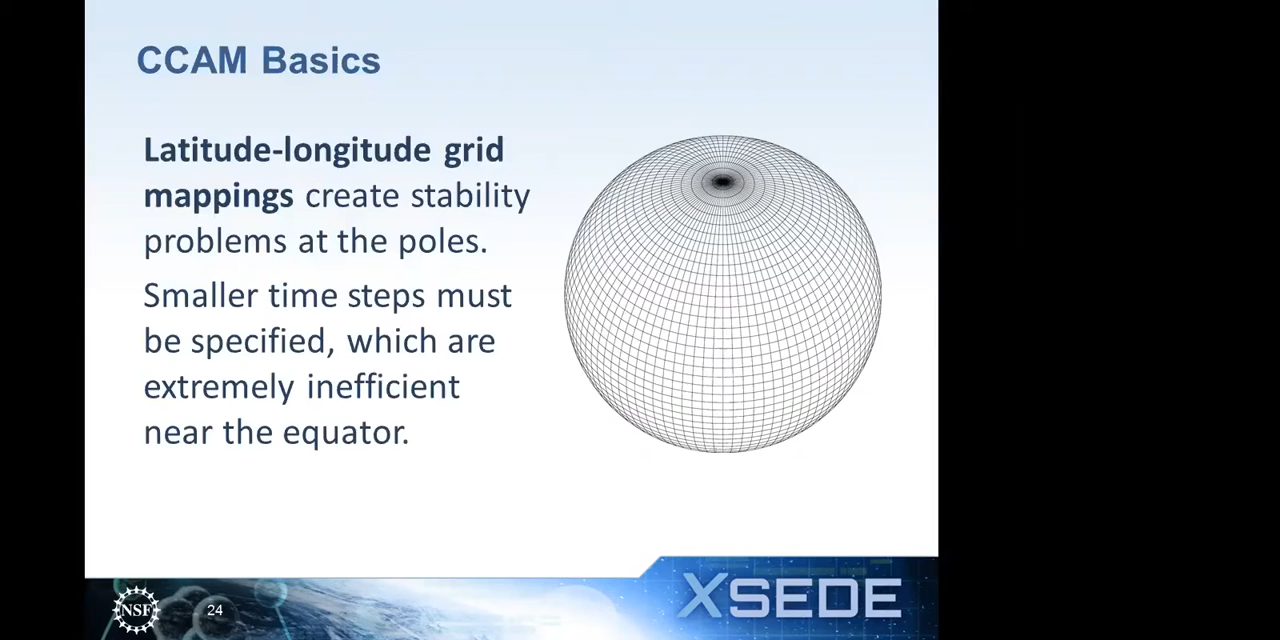 CCAM Basics
Latitude-longitude grid
mappings create stability
problems at the poles.
Smaller time steps must
be specified, which are
extremely inefficient
near the equator.
NSF
24
XSEDE